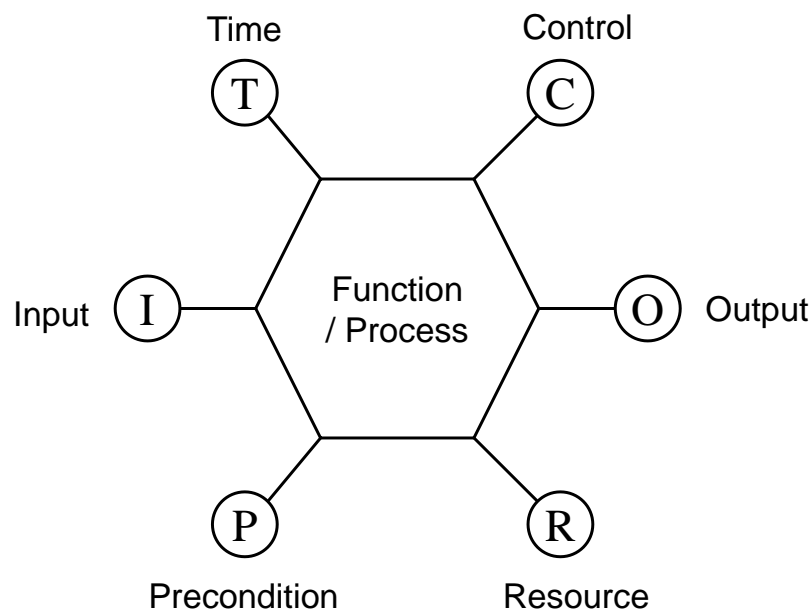 Time
Control
T
C
Input
I
Function
/ Process
O
Output
P
R
Precondition
Resource